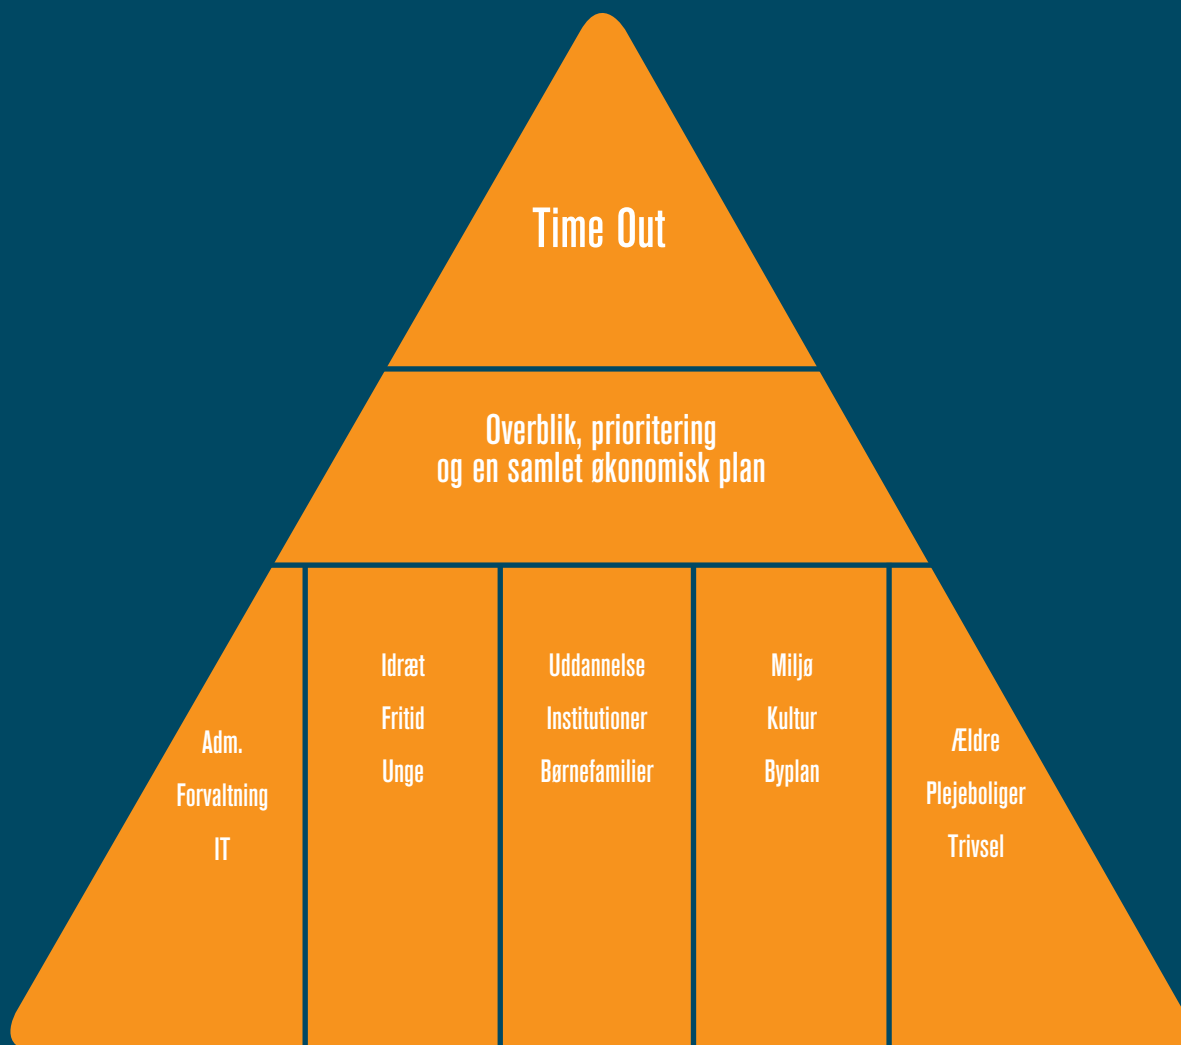 Time Out
Overblik, prioritering
og en samlet økonomisk plan
Adm.
Forvaltning
IT
Idræt
Fritid
Unge
Uddannelse
Institutioner
Børnefamilier
Miljø
Kultur
Byplan
Ældre
Plejeboliger
Trivsel